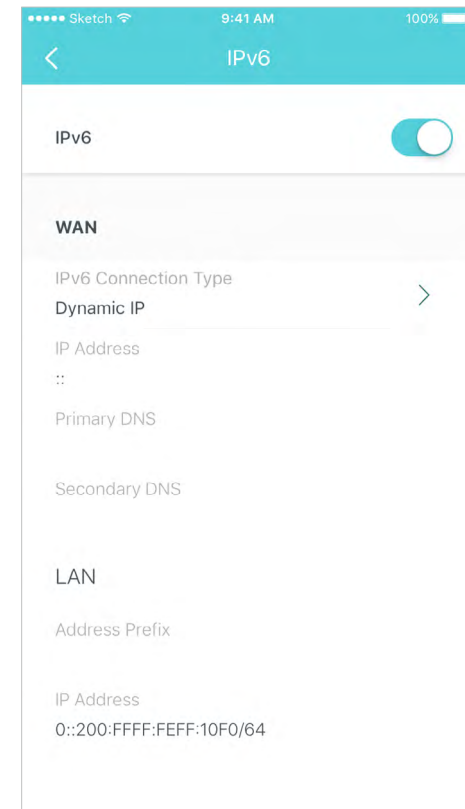 ●●●●● Sketch 9:41 AM 100%
IPv6
IPv6
WAN
IPv6 Connection Type
Dynamic IP
IP Address
::
Primary DNS
Secondary DNS
LAN
Address Prefix
IP Address
0::200:FFFF:FEFF:10F0/64